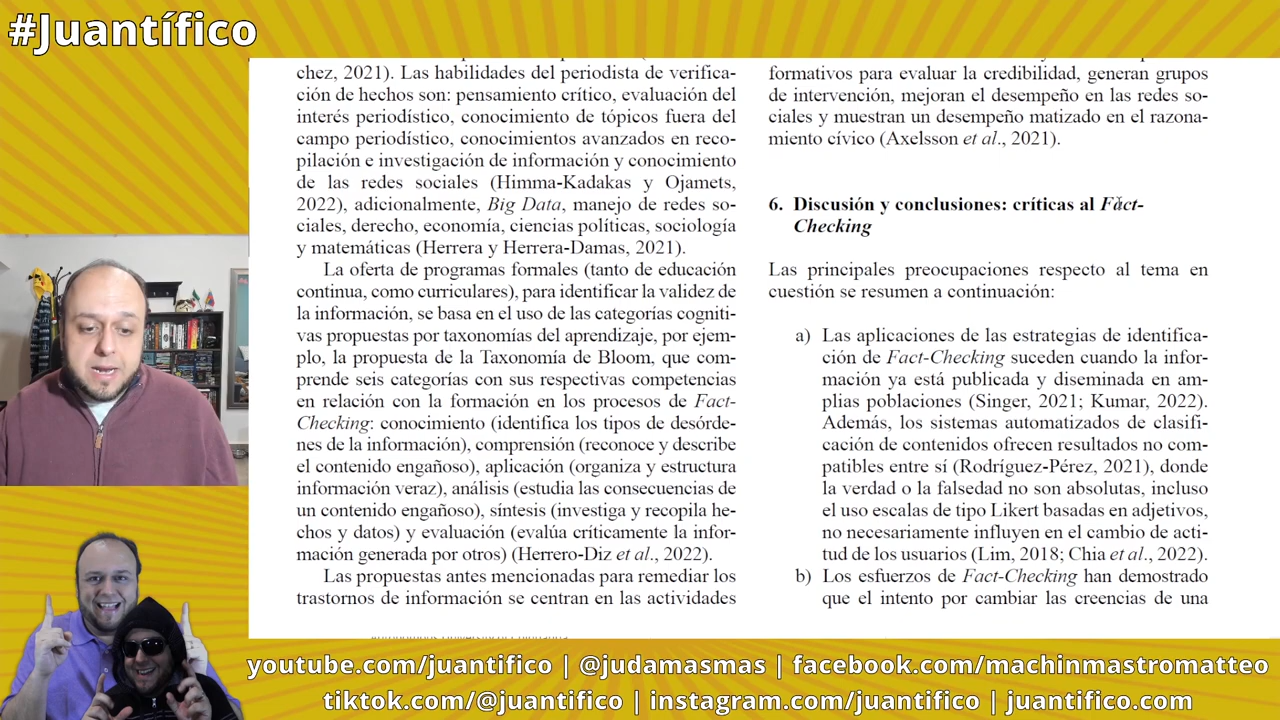 #Juantífico
chez, 2021). Las habilidades del periodista de verifica-
ción de hechos son: pensamiento crítico, evaluación del
interés periodístico, conocimiento de tópicos fuera del
campo periodístico, conocimientos avanzados en reco-
pilación e investigación de información y conocimiento
de las redes sociales (Himma-Kadakas y Ojamets,
2022), adicionalmente, Big Data, manejo de redes so-
ciales, derecho, economía, ciencias políticas, sociología
y matemáticas (Herrera y Herrera-Damas, 2021).
La oferta de programas formales (tanto de educación
continua, como curriculares), para identificar la validez de
la información, se basa en el uso de las categorías cogniti-
vas propuestas por taxonomías del aprendizaje, por ejem-
plo, la propuesta de la Taxonomía de Bloom, que com-
prende seis categorías con sus respectivas competencias
en relación con la formación en los procesos de Fact-
Checking: conocimiento (identifica los tipos de desórde-
nes de la información), comprensión (reconoce y describe
el contenido engañoso), aplicación (organiza y estructura
información veraz), análisis (estudia las consecuencias de
un contenido engañoso), síntesis (investiga y recopila he-
chos y datos) y evaluación (evalúa críticamente la infor-
mación generada por otros) (Herrero-Diz et al., 2022).
Las propuestas antes mencionadas para remediar los
trastornos de información se centran en las actividades
formativos para evaluar la credibilidad, generan grupos
de intervención, mejoran el desempeño en las redes so-
ciales y muestran un desempeño matizado en el razona-
miento cívico (Axelsson et al., 2021).
6. Discusión y conclusiones: críticas al Fact-
Checking
Las principales preocupaciones respecto al tema en
cuestión se resumen a continuación:
a) Las aplicaciones de las estrategias de identifica-
ción de Fact-Checking suceden cuando la infor-
mación ya está publicada y diseminada en am-
plias poblaciones (Singer, 2021; Kumar, 2022).
Además, los sistemas automatizados de clasifi-
cación de contenidos ofrecen resultados no com-
patibles entre sí (Rodríguez-Pérez, 2021), donde
la verdad o la falsedad no son absolutas, incluso
el uso escalas de tipo Likert basadas en adjetivos,
no necesariamente influyen en el cambio de acti-
tud de los usuarios (Lim, 2018; Chia et al., 2022).
b) Los esfuerzos de Fact-Checking han demostrado
que el intento por cambiar las creencias de una
youtube.com/juantifico | @judamasmas | facebook.com/machinmastromatteo
tiktok.com/@juantifico | instagram.com/juantifico | juantifico.com